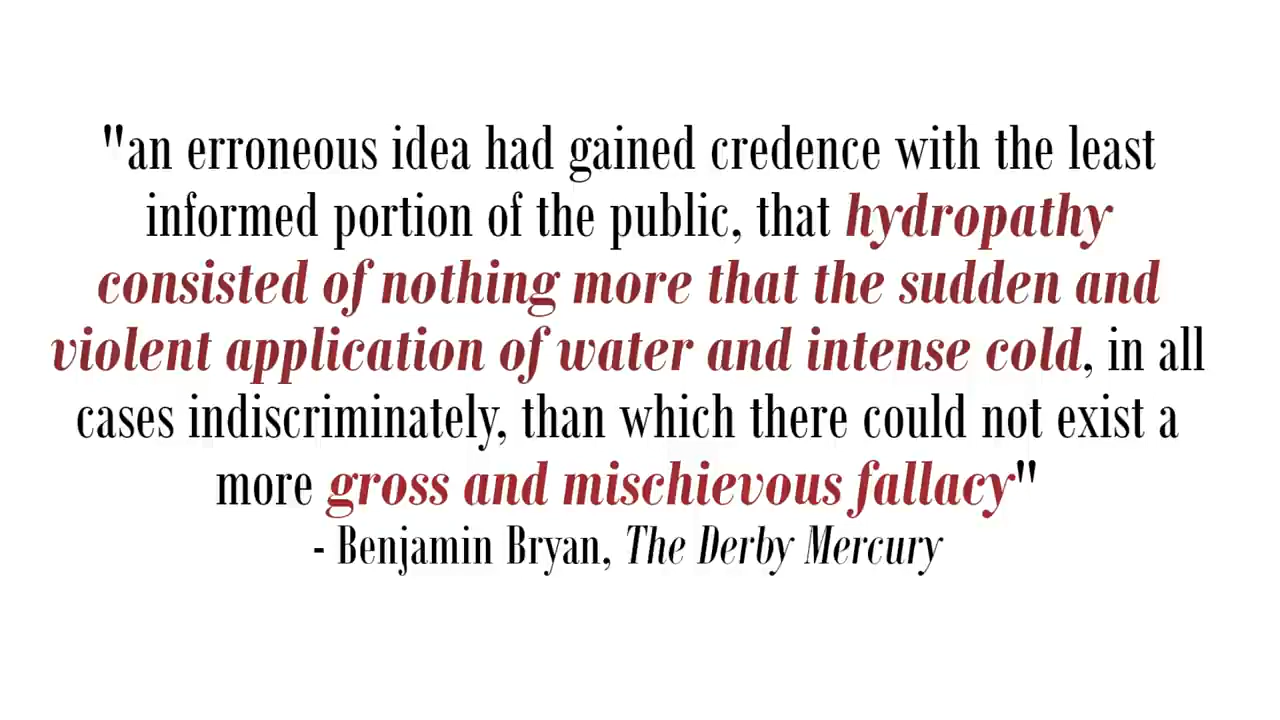 "an erroneous idea had gained credence with the least
informed portion of the public, that hydropathy
consisted of nothing more that the sudden and
violent application of water and intense cold, in all
cases indiscriminately, than which there could not exist a
more gross and mischievous fallacy"
- Benjamin Bryan, The Derby Mercury